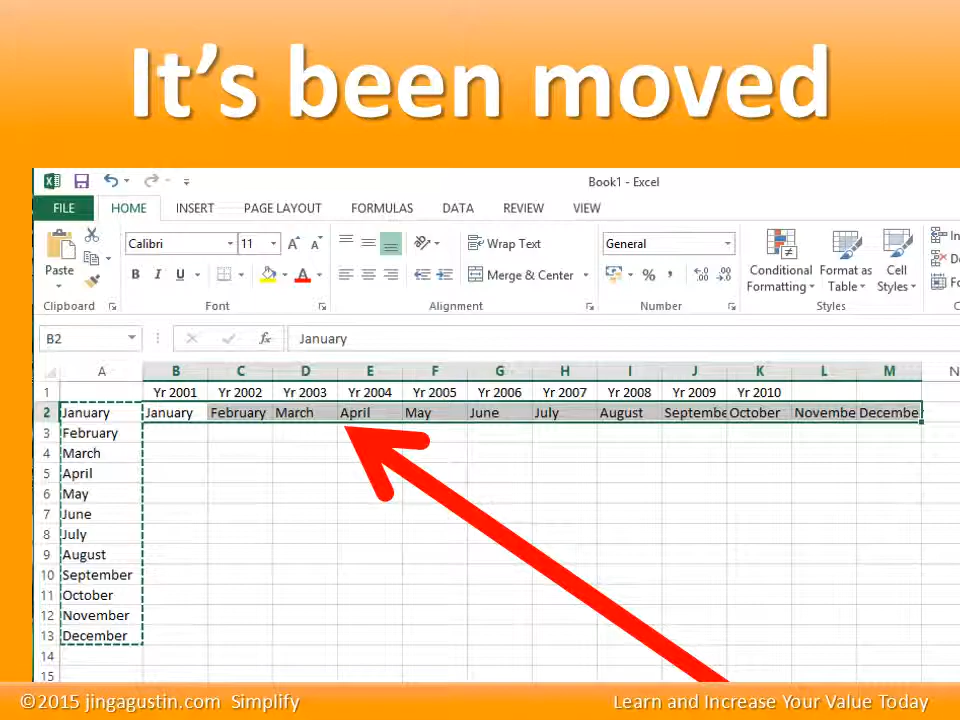 It's been moved
Book1 - Excel
FILE HOME INSERT PAGE LAYOUT FORMULAS DATA REVIEW VIEW
Calibri 11 Wrap Text General
Paste B I U Merge & Center % Conditional Formatting Format as Table Cell Styles
Clipboard Font Alignment Number Styles
B2 fx January
A B C D E F G H I J K L M N
1 Yr 2001 Yr 2002 Yr 2003 Yr 2004 Yr 2005 Yr 2006 Yr 2007 Yr 2008 Yr 2009 Yr 2010
2 January January February March April May June July August Septembe October Novembe Decembe
3 February
4 March
5 April
6 May
7 June
8 July
9 August
10 September
11 October
12 November
13 December
14
15
©2015 jingagustin.com Simplify Learn and Increase Your Value Today